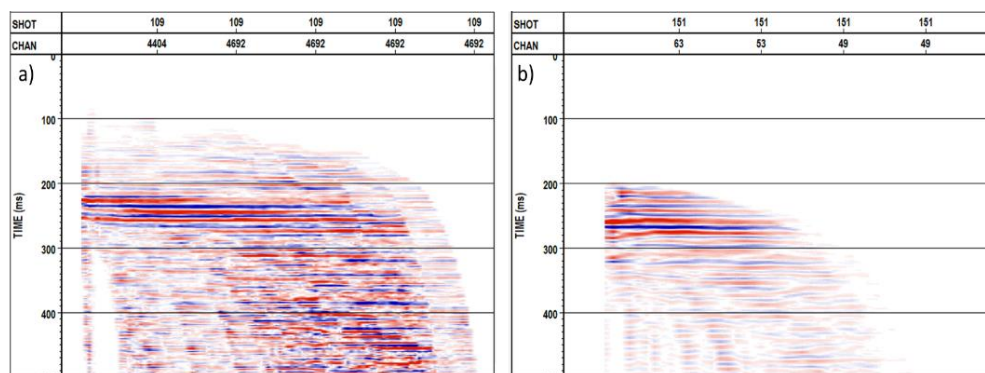 SHOT 109 109 109 109 109
CHAN 4404 4692 4692 4692 4692
a)
0
100
200
300
400
TIME (ms)
SHOT 151 151 151 151
CHAN 63 53 49 49
b)
0
100
200
300
400
TIME (ms)